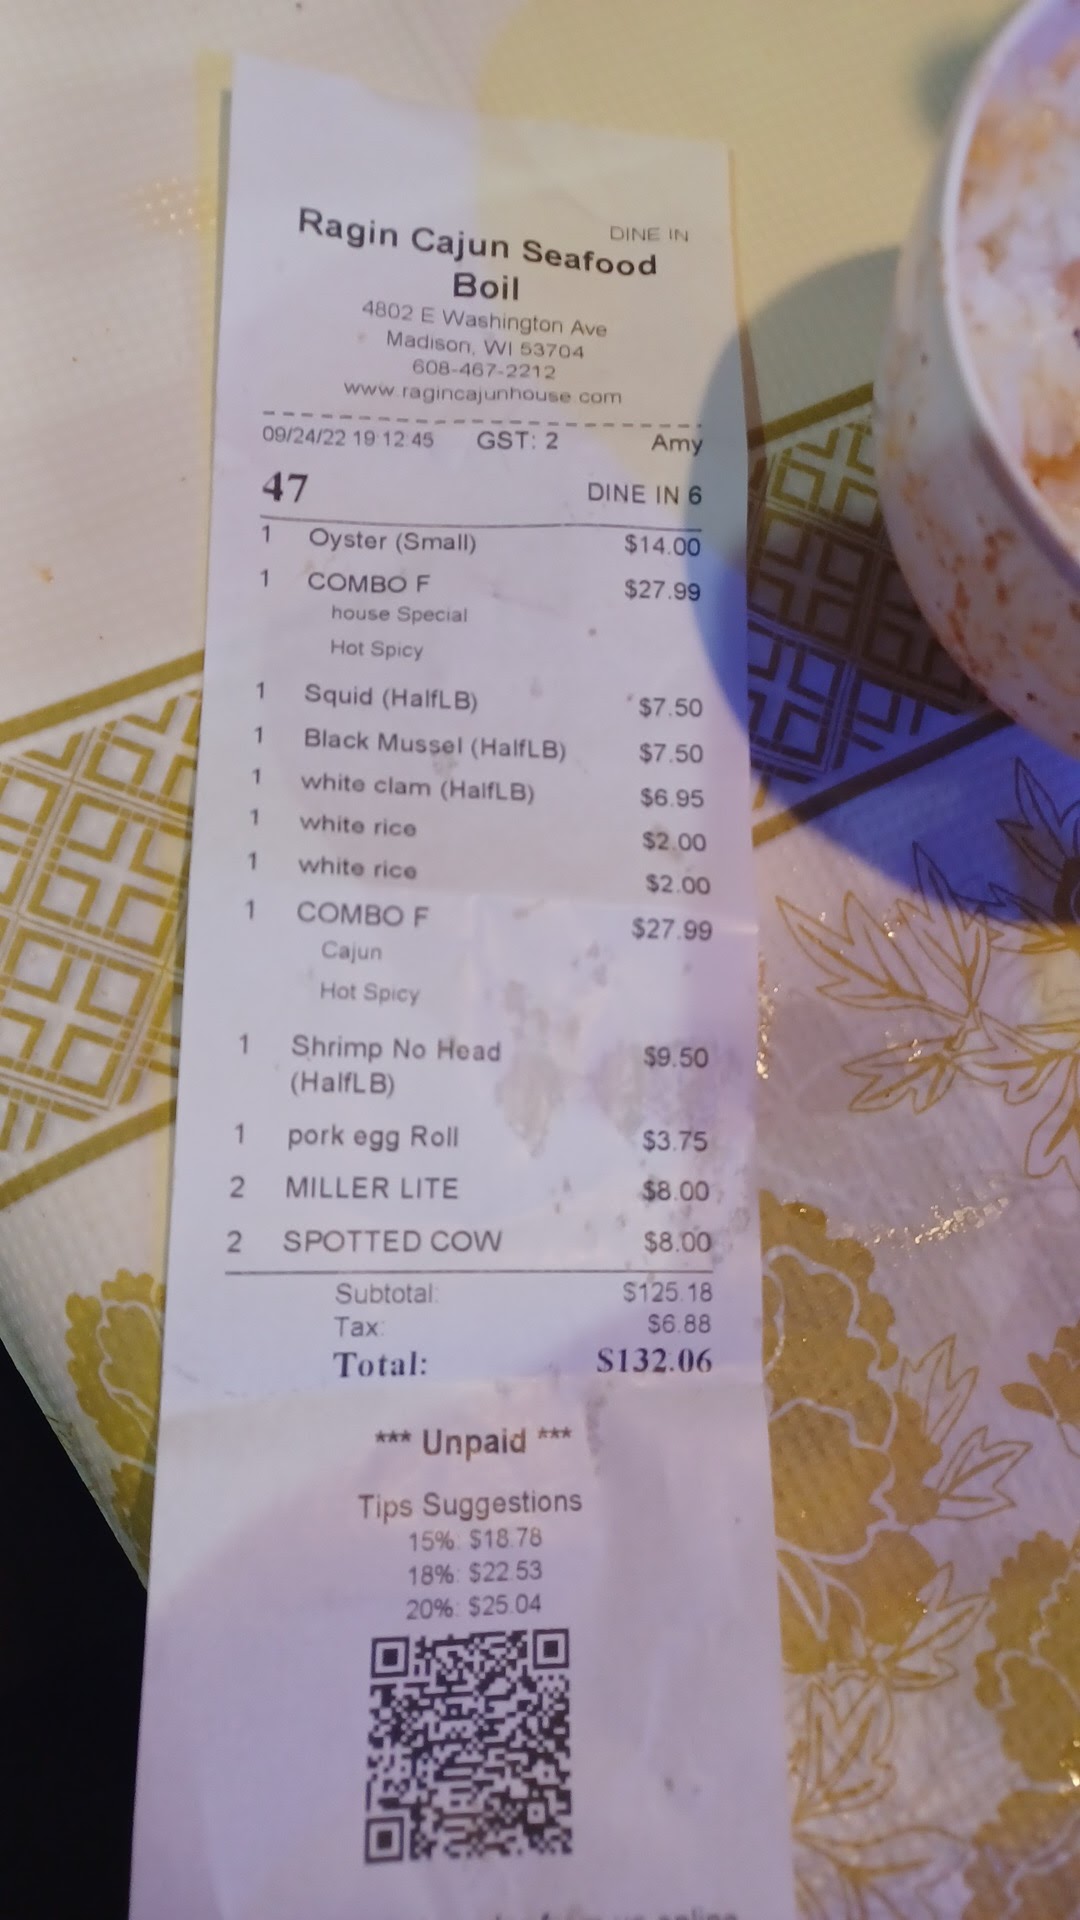 DINE IN
Ragin Cajun Seafood
Boil
4802 E Washington Ave
Madison, WI 53704
608-467-2212
www.ragincajunhouse.com
09/24/22 19 12 45 GST: 2 Amy
47 DINE IN 6
1 Oyster (Small) $14.00
1 COMBO F $27.99
house Special
Hot Spicy
1 Squid (HalfLB) $7.50
1 Black Mussel (HalfLB) $7.50
1 white clam (HalfLB) $6.95
1 white rice $2.00
1 white rice $2.00
1 COMBO F $27.99
Cajun
Hot Spicy
1 Shrimp No Head $9.50
(HalfLB)
1 pork egg Roll $3.75
2 MILLER LITE $8.00
2 SPOTTED COW $8.00
Subtotal: $125.18
Tax: $6.88
Total: $132.06
*** Unpaid ***
Tips Suggestions
15%: $18.78
18%: $22.53
20%: $25.04